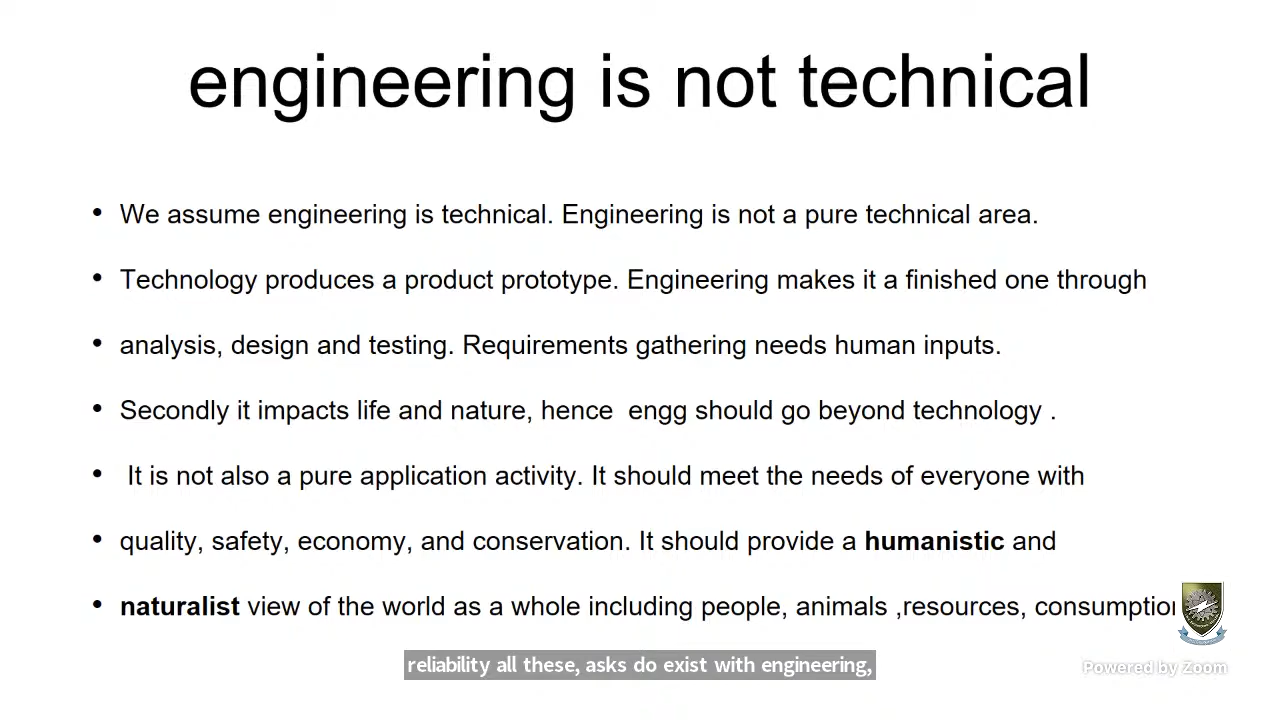 engineering is not technical
• We assume engineering is technical. Engineering is not a pure technical area.
• Technology produces a product prototype. Engineering makes it a finished one through
• analysis, design and testing. Requirements gathering needs human inputs.
• Secondly it impacts life and nature, hence  engg should go beyond technology .
•  It is not also a pure application activity. It should meet the needs of everyone with
• quality, safety, economy, and conservation. It should provide a humanistic and
• naturalist view of the world as a whole including people, animals ,resources, consumption
reliability all these, asks do exist with engineering,
Powered by Zoom